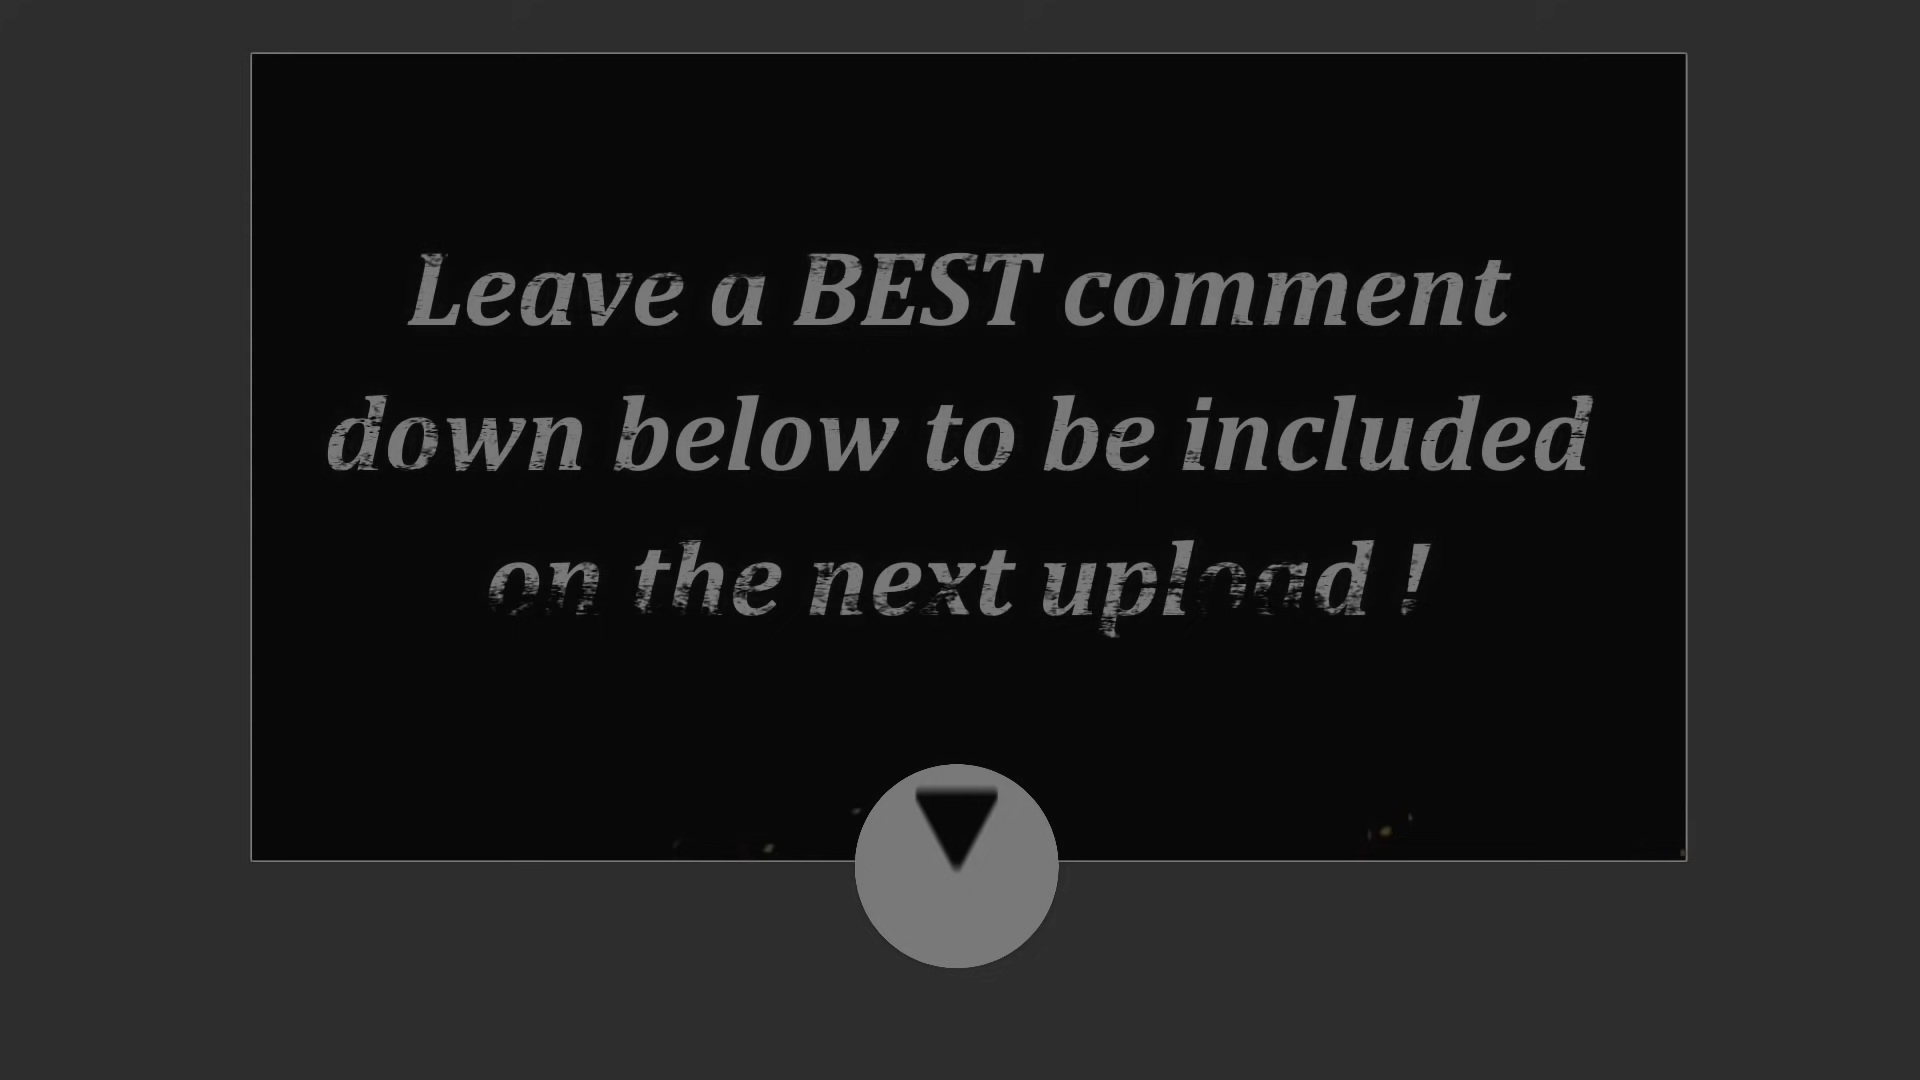 Leave a BEST comment
down below to be included
on the next upload !